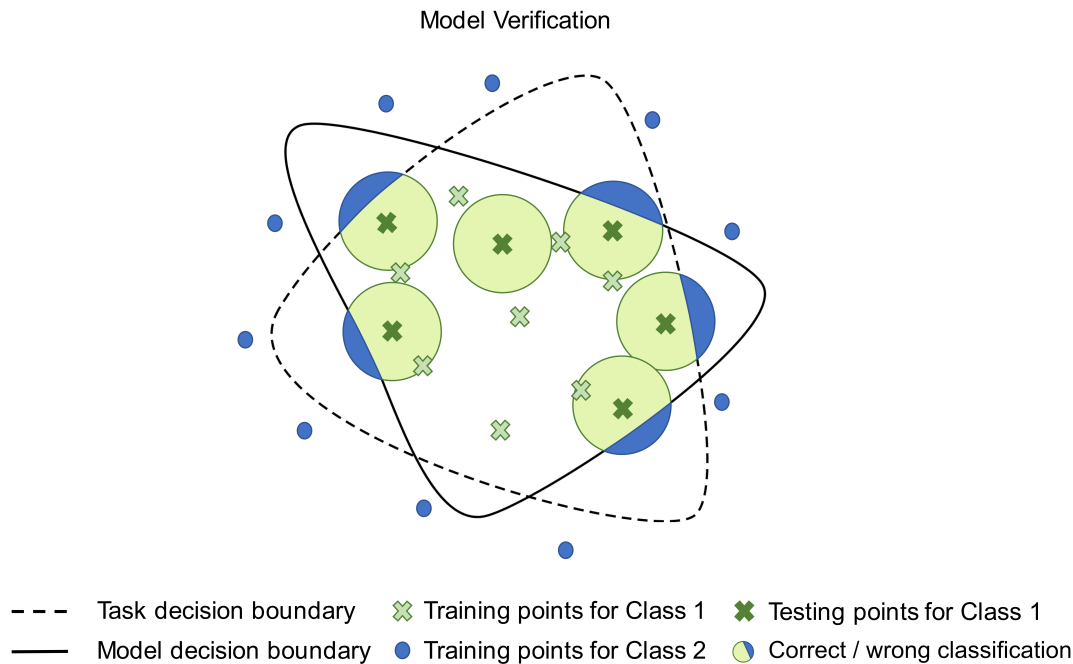 Model Verification
Task decision boundary
Training points for Class 1
Testing points for Class 1
Model decision boundary
Training points for Class 2
Correct / wrong classification